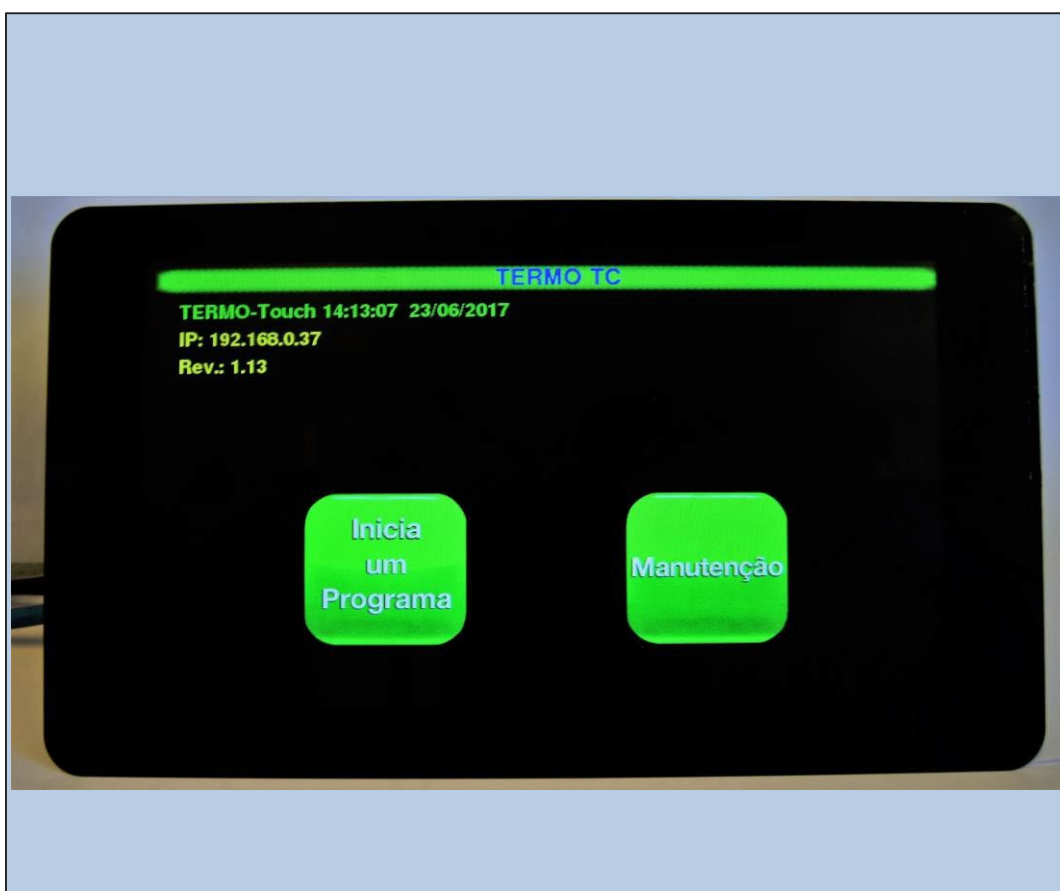 TERMO TC
TERMO-Touch 14:13:07 23/06/2017
IP: 192.168.0.37
Rev.: 1.13
Inicia
um
Programa
Manutenção